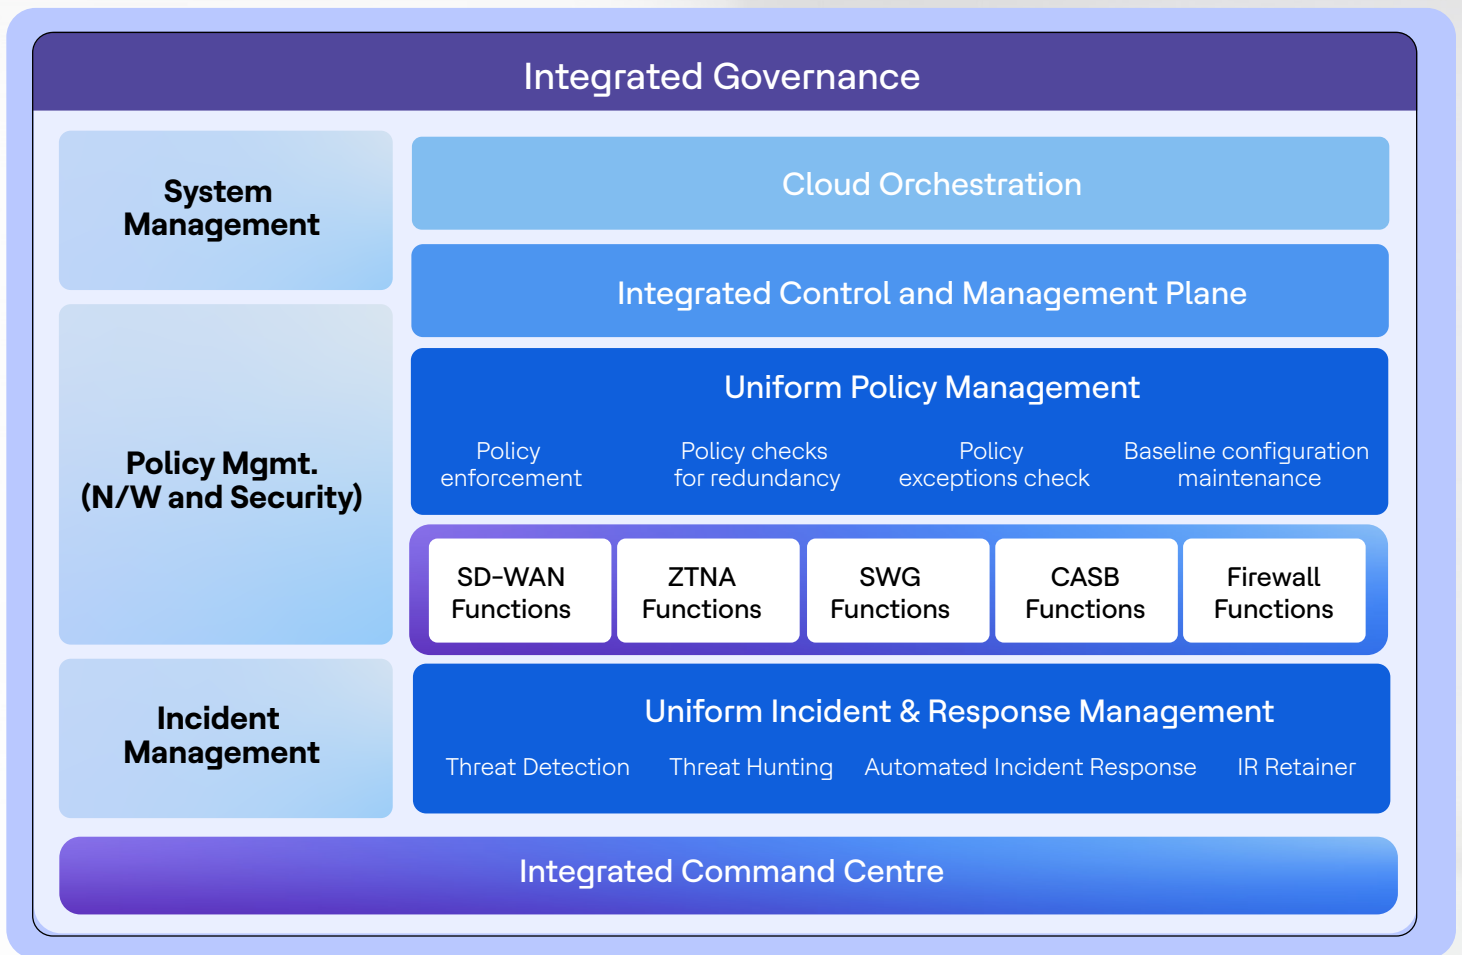 Integrated Governance
System
Management
Cloud Orchestration
Integrated Control and Management Plane
Policy Mgmt.
(N/W and Security)
Uniform Policy Management
Policy
enforcement
Policy checks
for redundancy
Policy
exceptions check
Baseline configuration
maintenance
SD-WAN
Functions
ZTNA
Functions
SWG
Functions
CASB
Functions
Firewall
Functions
Incident
Management
Uniform Incident & Response Management
Threat Detection
Threat Hunting
Automated Incident Response
IR Retainer
Integrated Command Centre